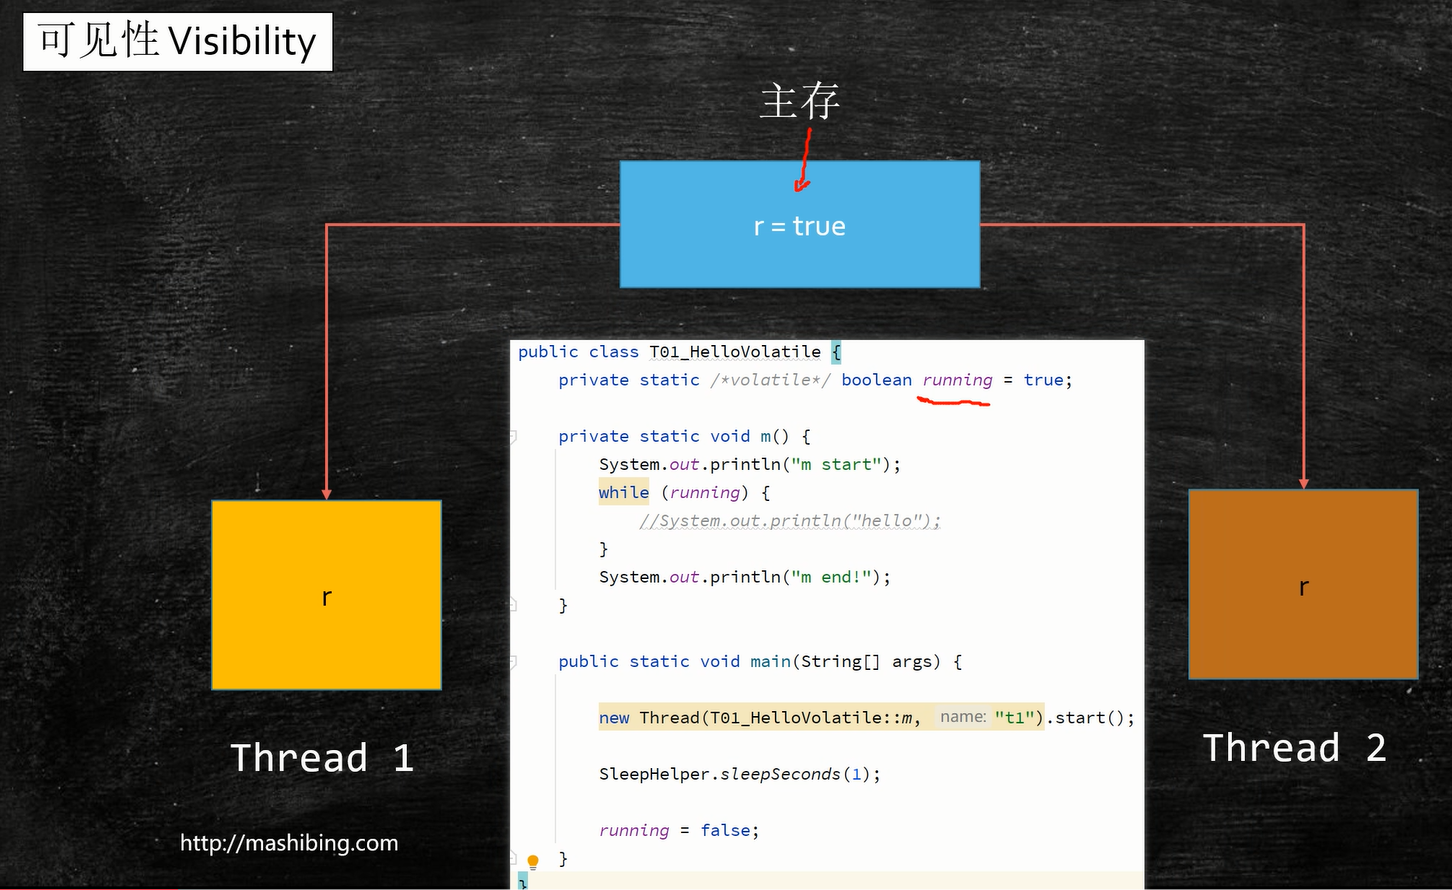 可见性 Visibility
主存
r = true
public class T01_HelloVolatile {
private static /*volatile*/ boolean running = true;
private static void m() {
System.out.println("m start");
while (running) {
//System.out.println("hello");
}
System.out.println("m end!");
}
public static void main(String[] args) {
new Thread(T01_HelloVolatile::m, name: "t1").start();
SleepHelper.sleepSeconds(1);
running = false;
}
}
r
Thread 1
r
Thread 2
http://mashibing.com